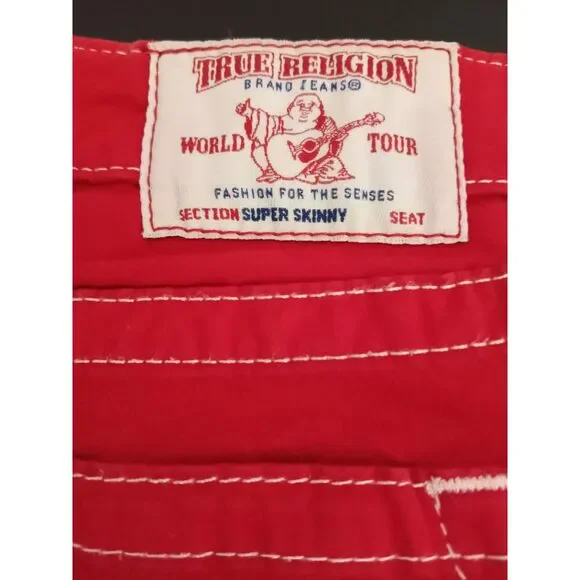 TRUE RELIGION
BRAND JEANS®
WORLD TOUR
FASHION FOR THE SENSES
SECTION SUPER SKINNY SEAT